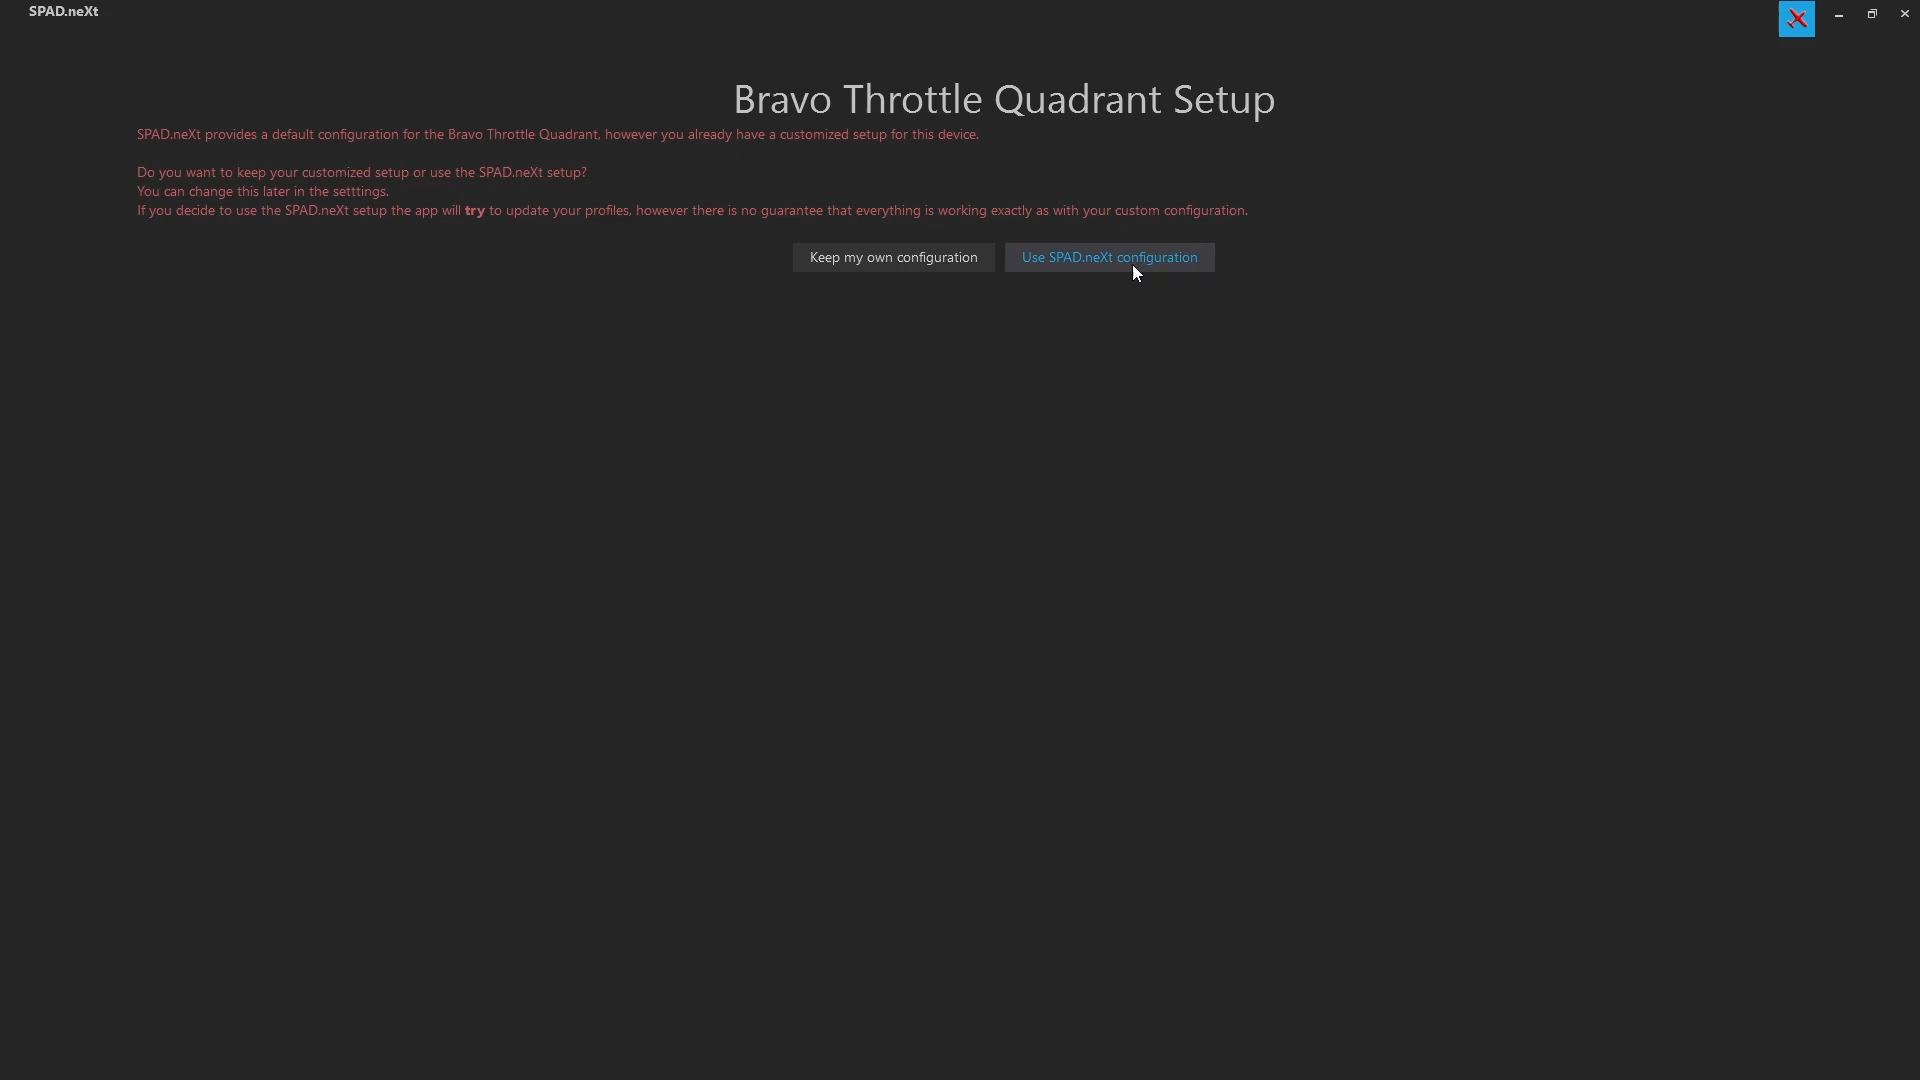 SPAD.neXt
Bravo Throttle Quadrant Setup
SPAD.neXt provides a default configuration for the Bravo Throttle Quadrant, however you already have a customized setup for this device.
Do you want to keep your customized setup or use the SPAD.neXt setup?
You can change this later in the setttings.
If you decide to use the SPAD.neXt setup the app will try to update your profiles, however there is no guarantee that everything is working exactly as with your custom configuration.
Keep my own configuration
Use SPAD.neXt configuration